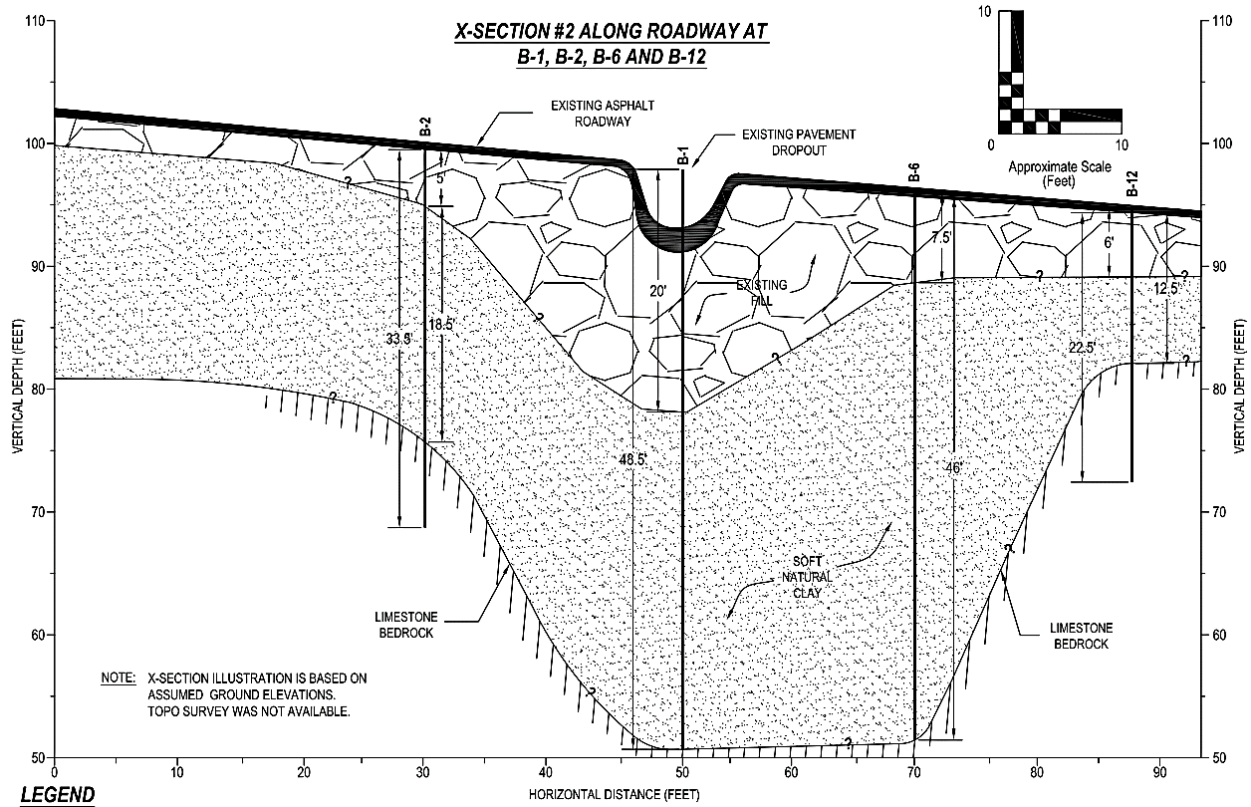 X-SECTION #2 ALONG ROADWAY AT
B-1, B-2, B-6 AND B-12
110
100
90
80
70
60
50
VERTICAL DEPTH (FEET)
110
100
90
80
70
60
50
VERTICAL DEPTH (FEET)
10
0
10
Approximate Scale
(Feet)
EXISTING ASPHALT
ROADWAY
EXISTING PAVEMENT
DROPOUT
B-2
B-1
B-6
B-12
5'
18.5'
33.5'
20'
48.5'
7.5'
46'
6'
12.5'
22.5'
EXISTING
FILL
SOFT
NATURAL
CLAY
LIMESTONE
BEDROCK
LIMESTONE
BEDROCK
?
?
?
?
?
?
?
?
?
?
?
NOTE: X-SECTION ILLUSTRATION IS BASED ON
ASSUMED GROUND ELEVATIONS.
TOPO SURVEY WAS NOT AVAILABLE.
0
10
20
30
40
50
60
70
80
90
HORIZONTAL DISTANCE (FEET)
LEGEND